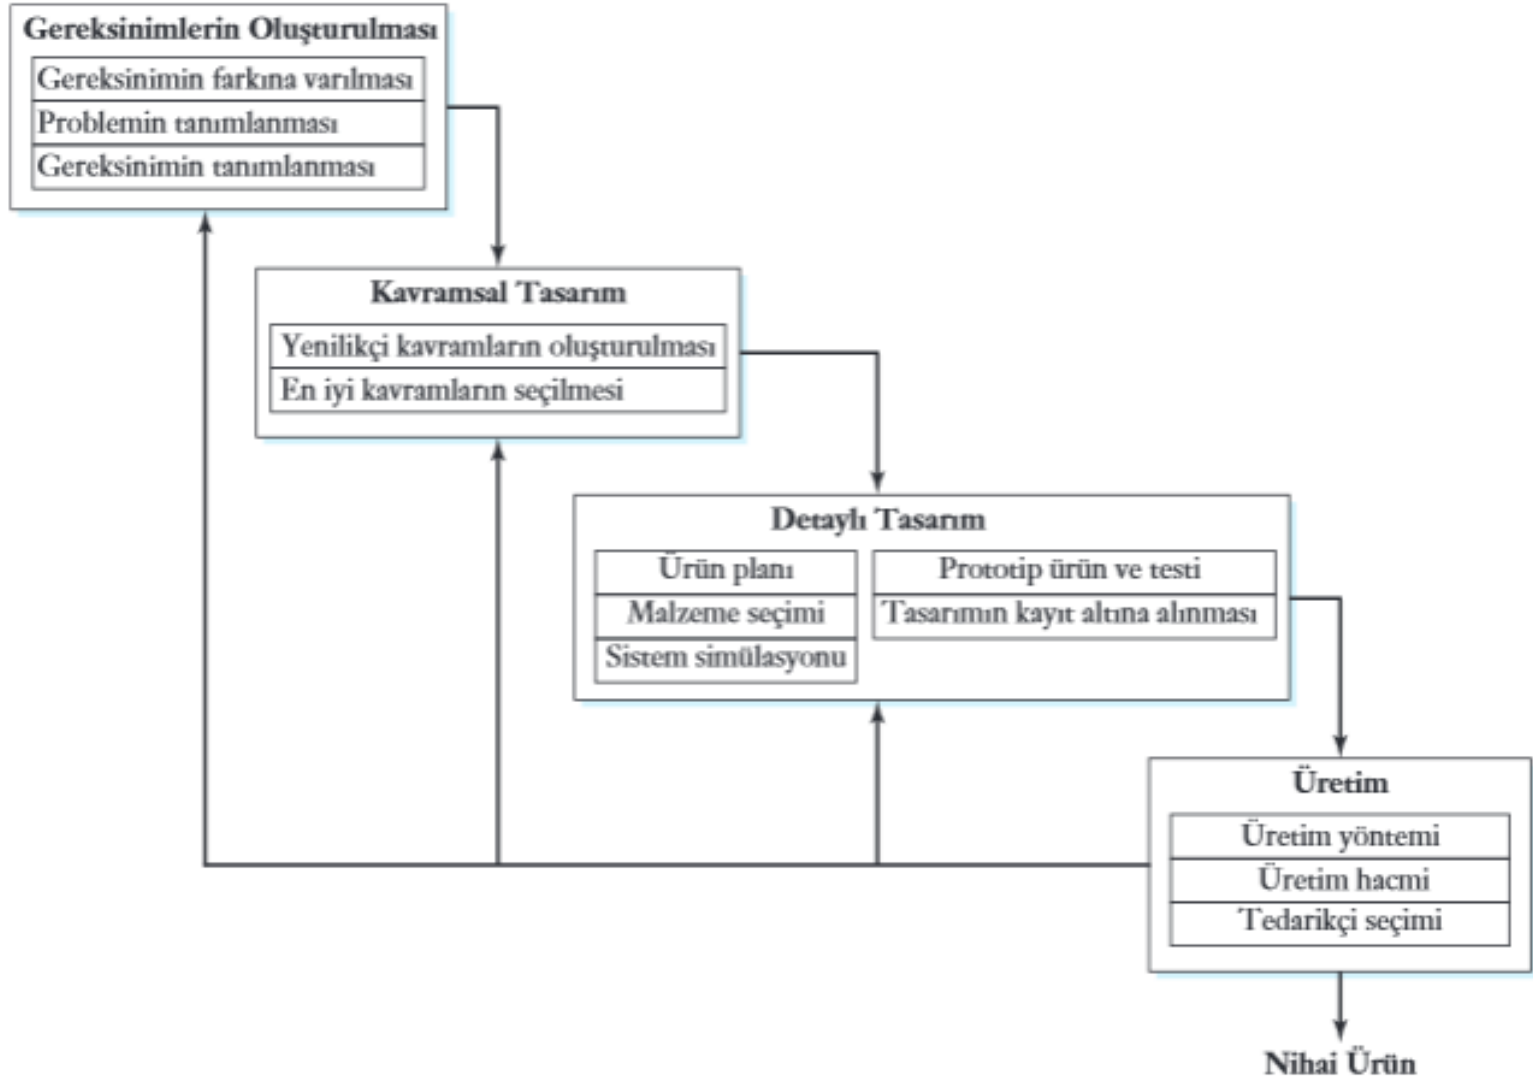 Gereksinimlerin Oluşturulması
Gereksinimin farkına varılması
Problemin tanımlanması
Gereksinimin tanımlanması
Kavramsal Tasarım
Yenilikçi kavramların oluşturulması
En iyi kavramların seçilmesi
Detaylı Tasarım
Ürün planı
Malzeme seçimi
Sistem simülasyonu
Prototip ürün ve testi
Tasarımın kayıt altına alınması
Üretim
Üretim yöntemi
Üretim hacmi
Tedarikçi seçimi
Nihai Ürün